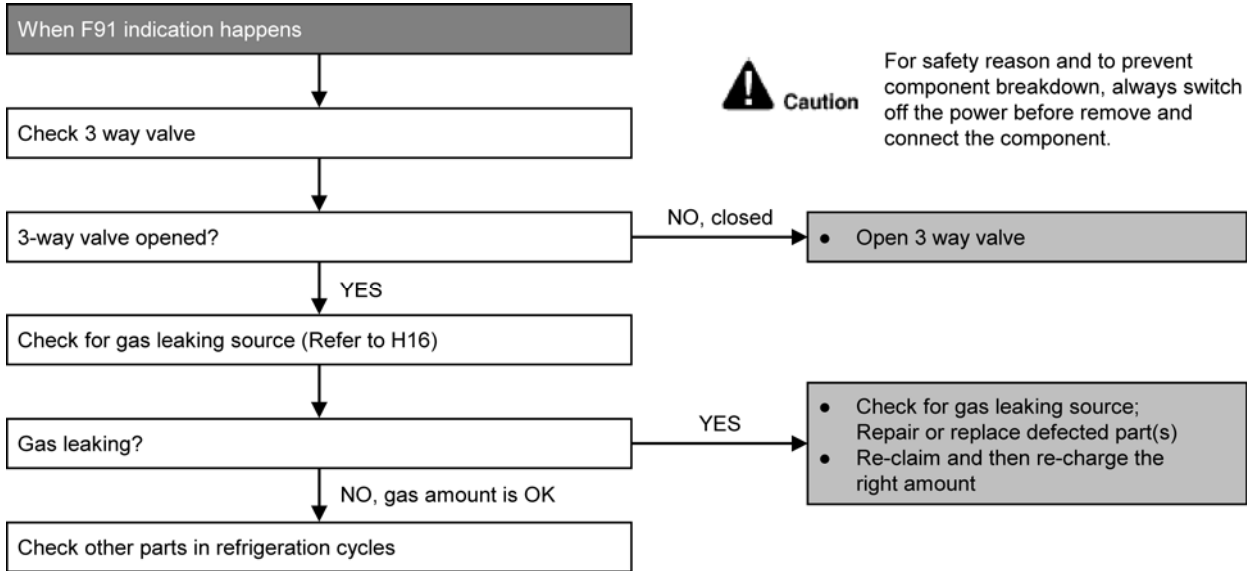 When F91 indication happens
Caution
For safety reason and to prevent
component breakdown, always switch
off the power before remove and
connect the component.
Check 3 way valve
3-way valve opened?
NO, closed
● Open 3 way valve
YES
Check for gas leaking source (Refer to H16)
Gas leaking?
YES
● Check for gas leaking source;
Repair or replace defected part(s)
● Re-claim and then re-charge the
right amount
NO, gas amount is OK
Check other parts in refrigeration cycles